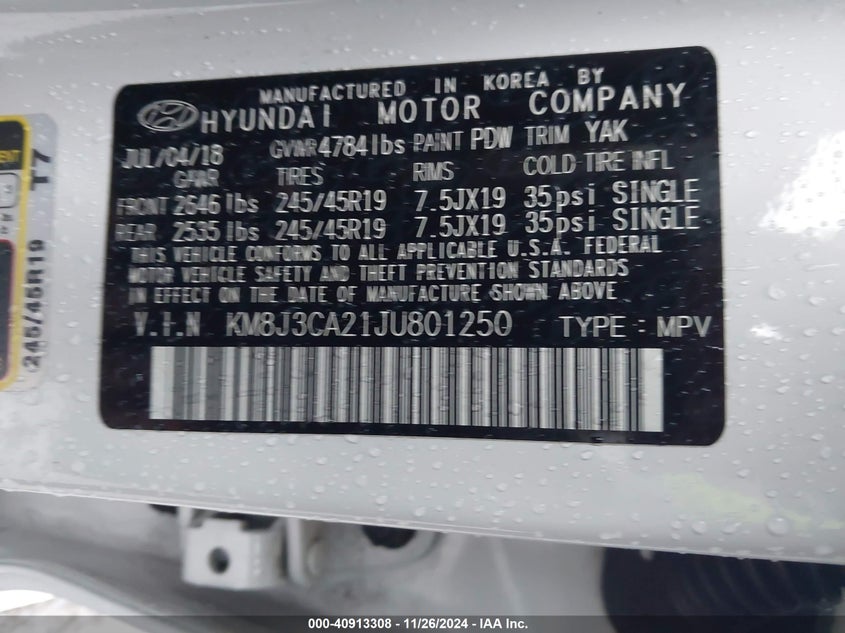 MANUFACTURED IN KOREA BY
HYUNDAI MOTOR COMPANY
JUL/04/18 GVWR 4784lbs PAINT PDW TRIM YAK
GAWR TIRES RIMS COLD TIRE INFL
FRONT 2646 lbs 245/45R19 7.5JX19 35psi SINGLE
REAR 2535 lbs 245/45R19 7.5JX19 35psi SINGLE
THIS VEHICLE CONFORMS TO ALL APPLICABLE U.S.A. FEDERAL
MOTOR VEHICLE SAFETY AND THEFT PREVENTION STANDARDS
IN EFFECT ON THE DATE OF MANUFACTURE SHOWN ABOVE
V.I.N KM8J3CA21JU801250 TYPE : MPV
245/45R19 T7
000-40913308 - 11/26/2024 - IAA Inc.